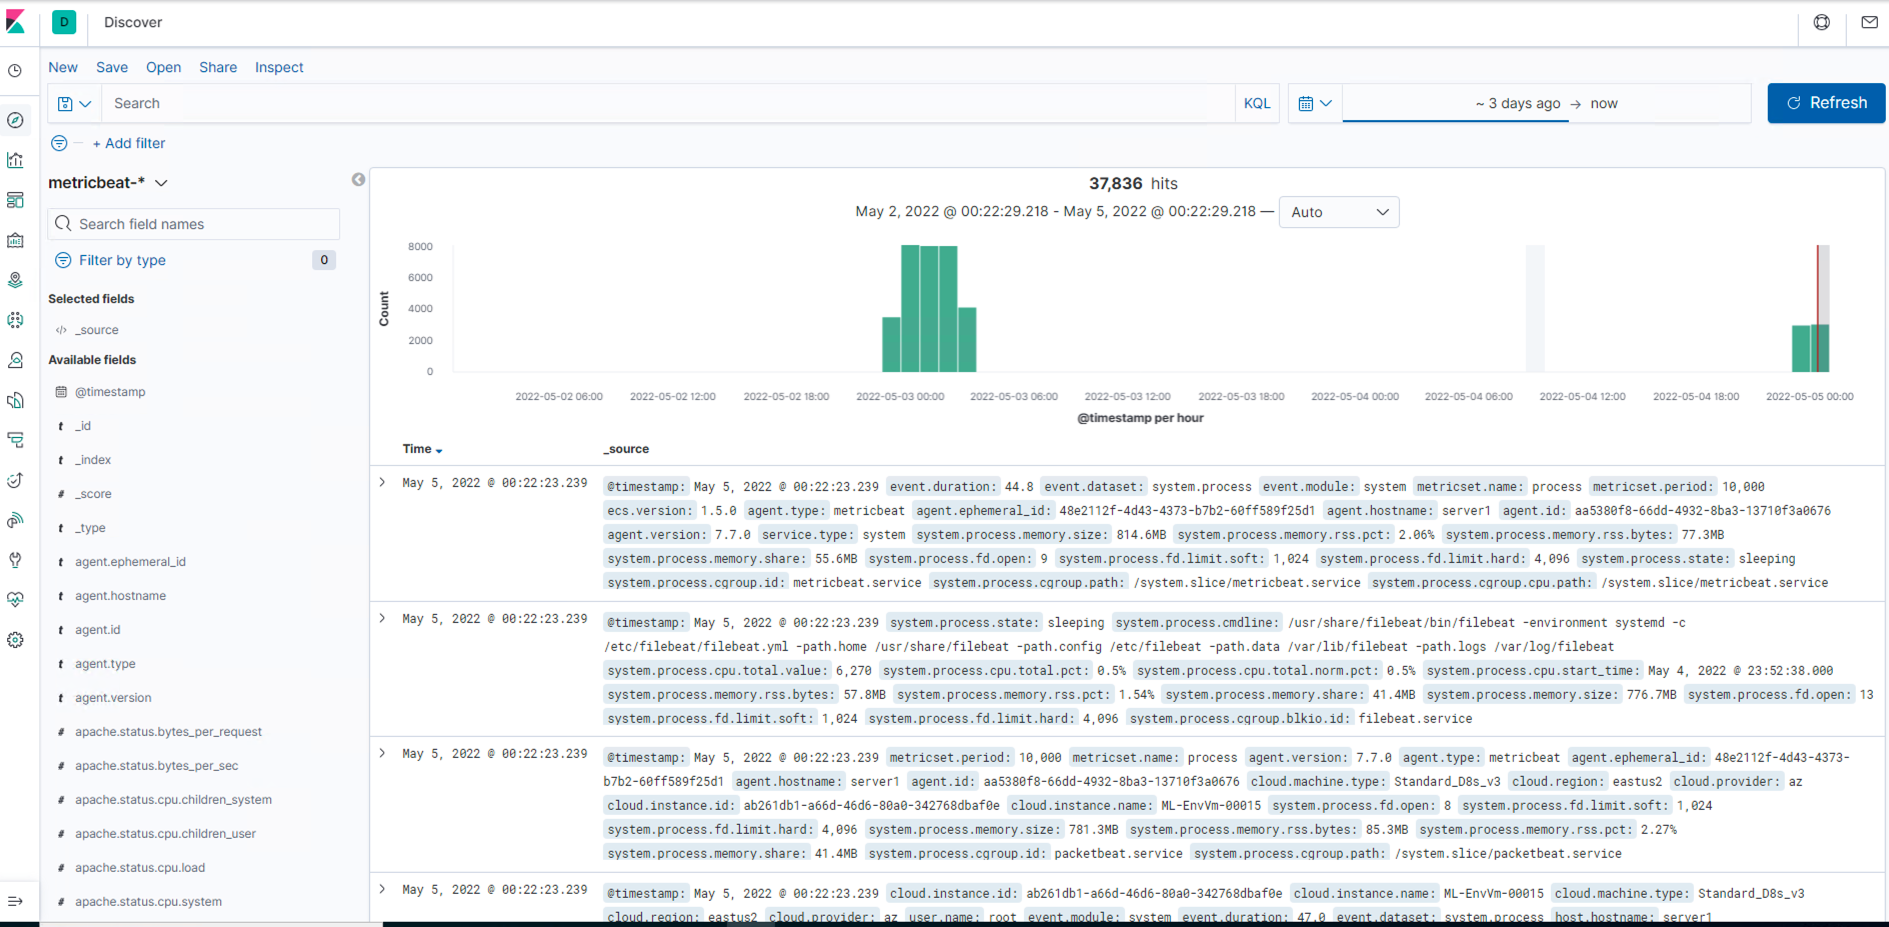 D Discover
New Save Open Share Inspect
Search KQL ~ 3 days ago → now Refresh
+ Add filter
metricbeat-*
Search field names
Filter by type 0
Selected fields
</> _source
Available fields
@timestamp
t _id
t _index
# _score
t _type
t agent.ephemeral_id
t agent.hostname
t agent.id
t agent.type
t agent.version
# apache.status.bytes_per_request
# apache.status.bytes_per_sec
# apache.status.cpu.children_system
# apache.status.cpu.children_user
# apache.status.cpu.load
# apache.status.cpu.system
37,836 hits
May 2, 2022 @ 00:22:29.218 - May 5, 2022 @ 00:22:29.218 — Auto
Count
8000
6000
4000
2000
0
2022-05-02 06:00 2022-05-02 12:00 2022-05-02 18:00 2022-05-03 00:00 2022-05-03 06:00 2022-05-03 12:00 2022-05-03 18:00 2022-05-04 00:00 2022-05-04 06:00 2022-05-04 12:00 2022-05-04 18:00 2022-05-05 00:00
@timestamp per hour
Time _source
May 5, 2022 @ 00:22:23.239 @timestamp: May 5, 2022 @ 00:22:23.239 event.duration: 44.8 event.dataset: system.process event.module: system metricset.name: process metricset.period: 10,000
ecs.version: 1.5.0 agent.type: metricbeat agent.ephemeral_id: 48e2112f-4d43-4373-b7b2-60ff589f25d1 agent.hostname: server1 agent.id: aa5380f8-66dd-4932-8ba3-13710f3a0676
agent.version: 7.7.0 service.type: system system.process.memory.size: 814.6MB system.process.memory.rss.pct: 2.06% system.process.memory.rss.bytes: 77.3MB
system.process.memory.share: 55.6MB system.process.fd.open: 9 system.process.fd.limit.soft: 1,024 system.process.fd.limit.hard: 4,096 system.process.state: sleeping
system.process.cgroup.id: metricbeat.service system.process.cgroup.path: /system.slice/metricbeat.service system.process.cgroup.cpu.path: /system.slice/metricbeat.service
May 5, 2022 @ 00:22:23.239 @timestamp: May 5, 2022 @ 00:22:23.239 system.process.state: sleeping system.process.cmdline: /usr/share/filebeat/bin/filebeat -environment systemd -c
/etc/filebeat/filebeat.yml -path.home /usr/share/filebeat -path.config /etc/filebeat -path.data /var/lib/filebeat -path.logs /var/log/filebeat
system.process.cpu.total.value: 6,270 system.process.cpu.total.pct: 0.5% system.process.cpu.total.norm.pct: 0.5% system.process.cpu.start_time: May 4, 2022 @ 23:52:38.000
system.process.memory.rss.bytes: 57.8MB system.process.memory.rss.pct: 1.54% system.process.memory.share: 41.4MB system.process.memory.size: 776.7MB system.process.fd.open: 13
system.process.fd.limit.soft: 1,024 system.process.fd.limit.hard: 4,096 system.process.cgroup.blkio.id: filebeat.service
May 5, 2022 @ 00:22:23.239 @timestamp: May 5, 2022 @ 00:22:23.239 metricset.period: 10,000 metricset.name: process agent.version: 7.7.0 agent.type: metricbeat agent.ephemeral_id: 48e2112f-4d43-4373-
b7b2-60ff589f25d1 agent.hostname: server1 agent.id: aa5380f8-66dd-4932-8ba3-13710f3a0676 cloud.machine.type: Standard_D8s_v3 cloud.region: eastus2 cloud.provider: az
cloud.instance.id: ab261db1-a66d-46d6-80a0-342768dbaf0e cloud.instance.name: ML-EnvVm-00015 system.process.fd.open: 8 system.process.fd.limit.soft: 1,024
system.process.fd.limit.hard: 4,096 system.process.memory.size: 781.3MB system.process.memory.rss.bytes: 85.3MB system.process.memory.rss.pct: 2.27%
system.process.memory.share: 41.4MB system.process.cgroup.id: packetbeat.service system.process.cgroup.path: /system.slice/packetbeat.service
May 5, 2022 @ 00:22:23.239 @timestamp: May 5, 2022 @ 00:22:23.239 cloud.instance.id: ab261db1-a66d-46d6-80a0-342768dbaf0e cloud.instance.name: ML-EnvVm-00015 cloud.machine.type: Standard_D8s_v3
cloud.region: eastus2 cloud.provider: az user.name: root event.module: system event.duration: 47.0 event.dataset: system.process host.hostname: server1